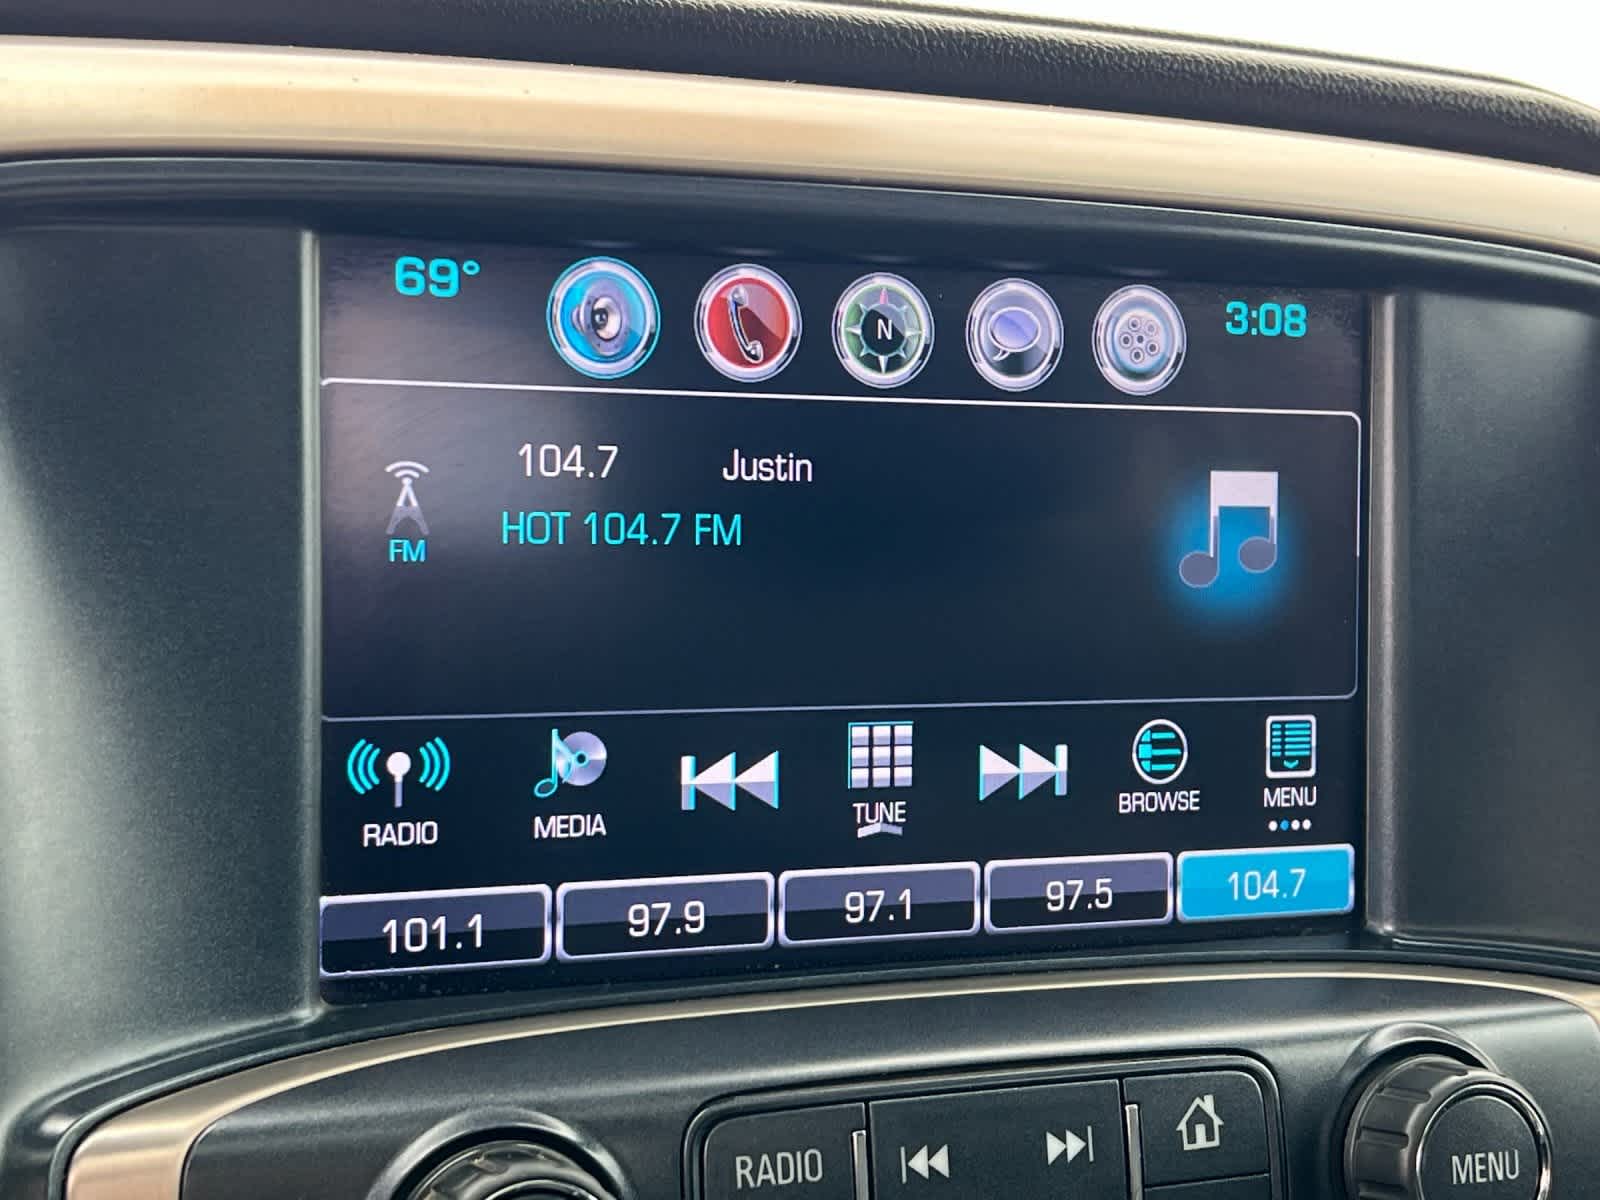 69°
N
3:08
104.7 Justin
HOT 104.7 FM
FM
RADIO
MEDIA
TUNE
BROWSE
MENU
101.1
97.9
97.1
97.5
104.7
RADIO
MENU